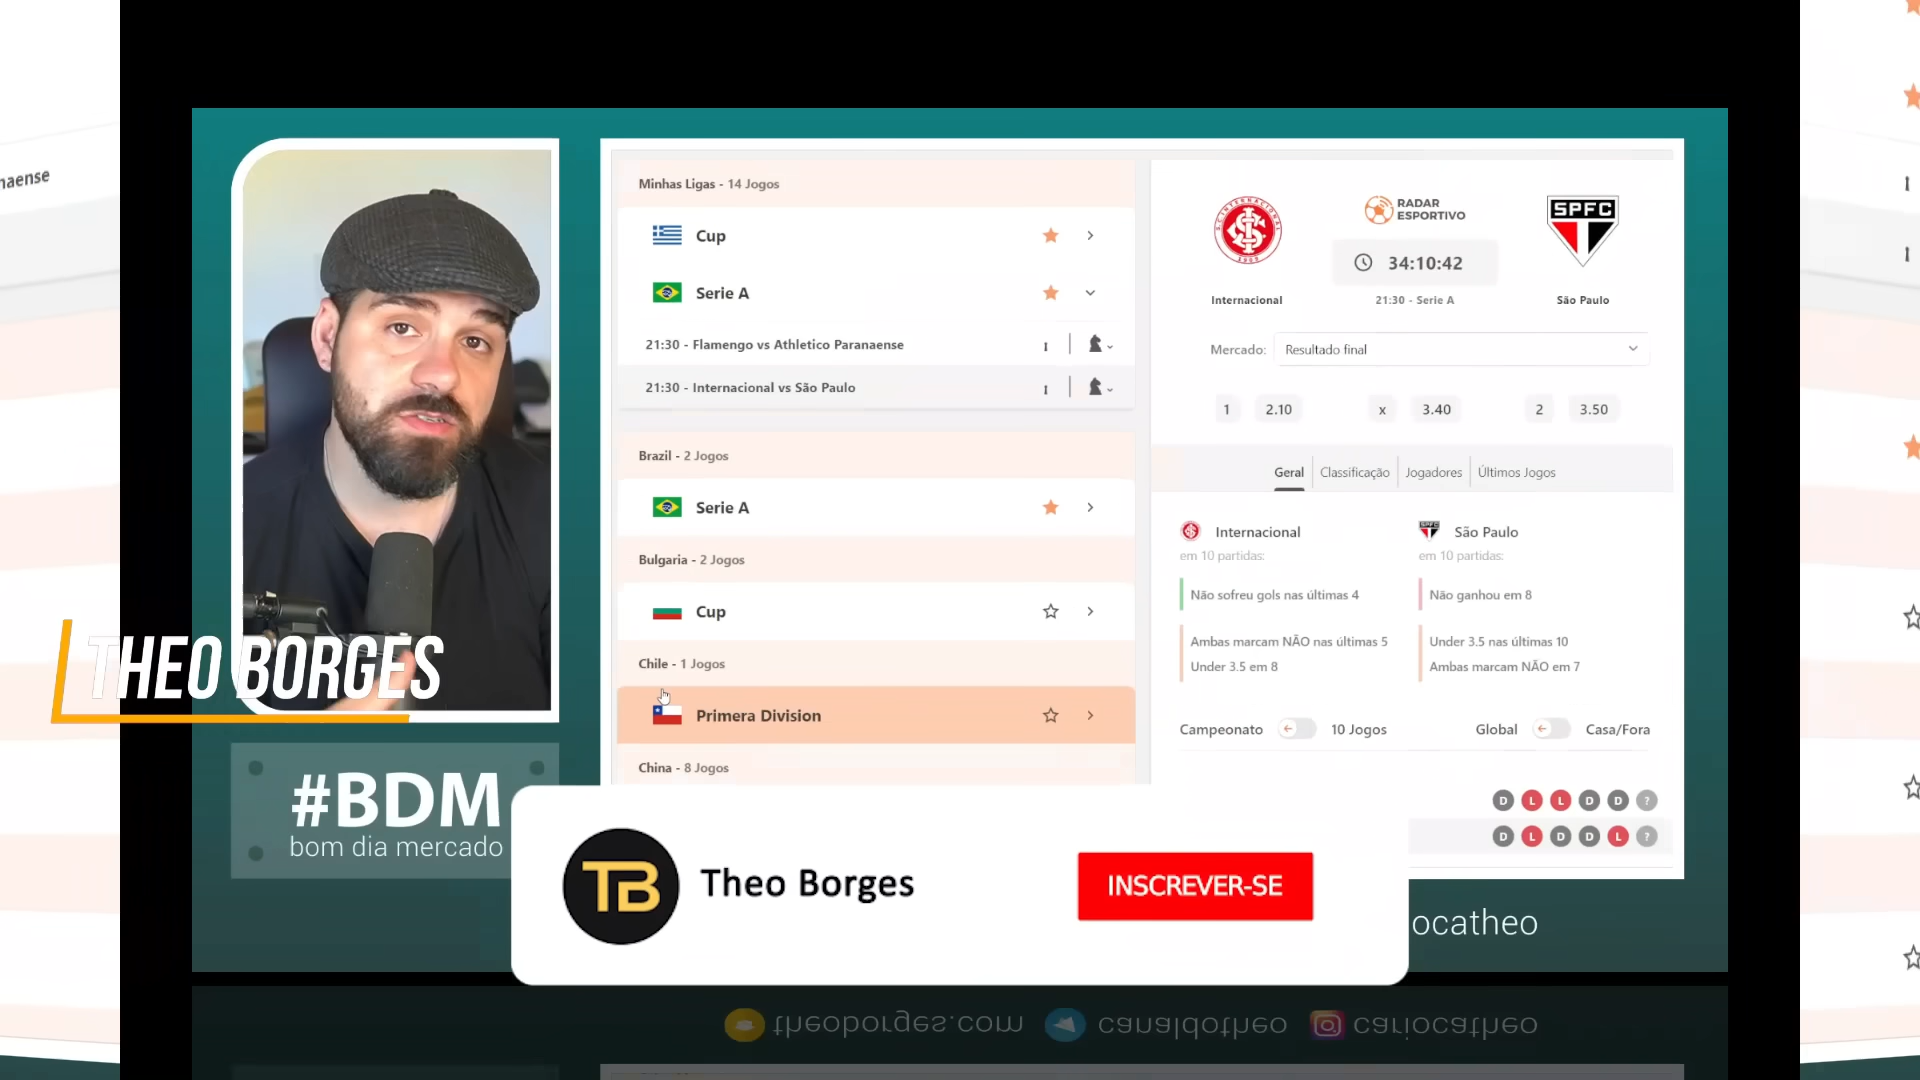 naense
Minhas Ligas - 14 Jogos
Cup
Serie A
21:30 - Flamengo vs Athletico Paranaense
21:30 - Internacional vs São Paulo
Brazil - 2 Jogos
Serie A
Bulgaria - 2 Jogos
Cup
Chile - 1 Jogos
Primera Division
China - 8 Jogos
RADAR
ESPORTIVO
SPFC
34:10:42
Internacional
21:30 - Serie A
São Paulo
Mercado:
Resultado final
1 2.10 x 3.40 2 3.50
Geral Classificação Jogadores Últimos Jogos
Internacional
em 10 partidas:
Não sofreu gols nas últimas 4
Ambas marcam NÃO nas últimas 5
Under 3.5 em 8
São Paulo
em 10 partidas:
Não ganhou em 8
Under 3.5 nas últimas 10
Ambas marcam NÃO em 7
Campeonato 10 Jogos Global Casa/Fora
D L L D D ?
D L D D L ?
THEO BORGES
#BDM
bom dia mercado
TB
Theo Borges
INSCREVER-SE
ocatheo
theoborges.com canaldotheo cariocatheo